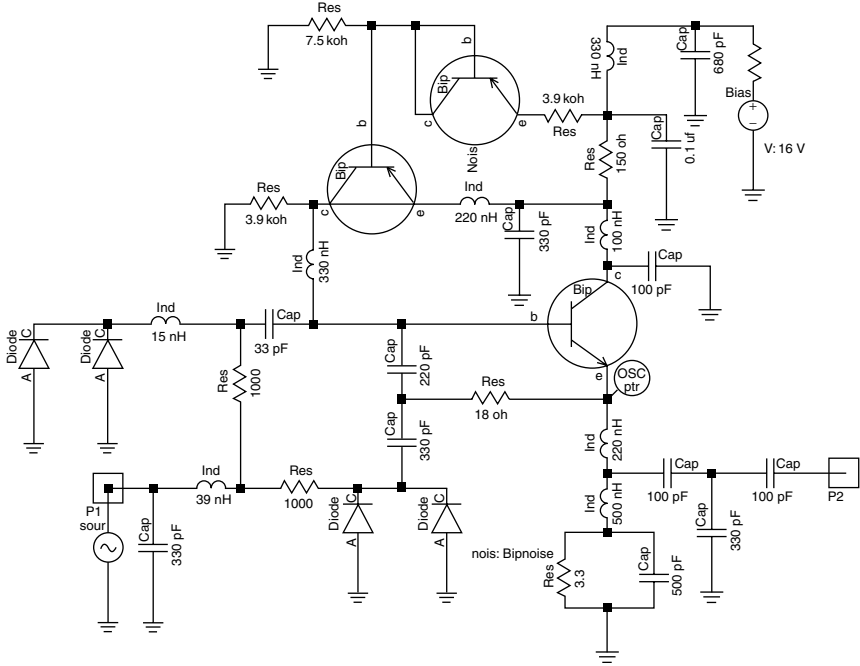 Res
7.5 koh
b
b
Bip
c
e
Nois
3.9 koh
Res
330 nH
Ind
Cap
680 pF
Bias
+
−
V: 16 V
Cap
0.1 uf
Res
150 oh
b
Bip
c
e
Res
3.9 koh
Ind
220 nH
Cap
330 pF
Ind
100 nH
Ind
330 nH
c
Cap
100 pF
Bip
b
e
OSC
ptr
Ind
15 nH
Cap
33 pF
Diode
C
A
Diode
C
A
Res
1000
Cap
220 pF
Res
18 oh
Cap
330 pF
Ind
220 nH
Ind
39 nH
Res
1000
P1
sour
Cap
330 pF
Diode
C
A
Diode
C
A
Ind
500 nH
Cap
100 pF
Cap
100 pF
P2
Cap
330 pF
nois: Bipnoise
Res
3.3
Cap
500 pF